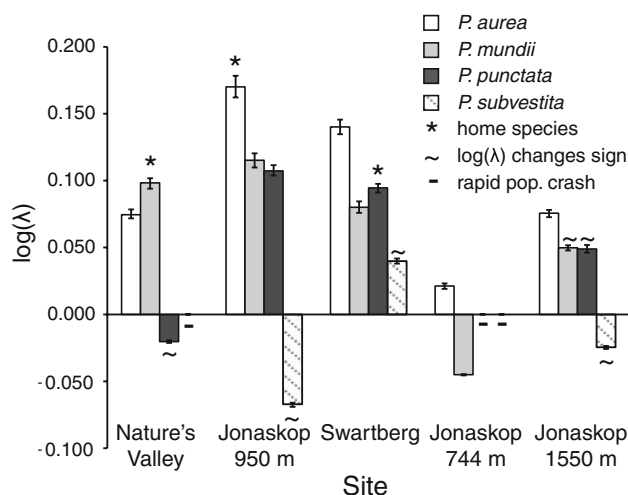 0.200
0.150
0.100
0.050
0.000
-0.050
-0.100
log(λ)
P. aurea
P. mundii
P. punctata
P. subvestita
* home species
~ log(λ) changes sign
- rapid pop. crash
*
*
*
~
~
~
~
~
~
Nature's
Valley
Jonaskop
950 m
Swartberg
Jonaskop
744 m
Jonaskop
1550 m
Site